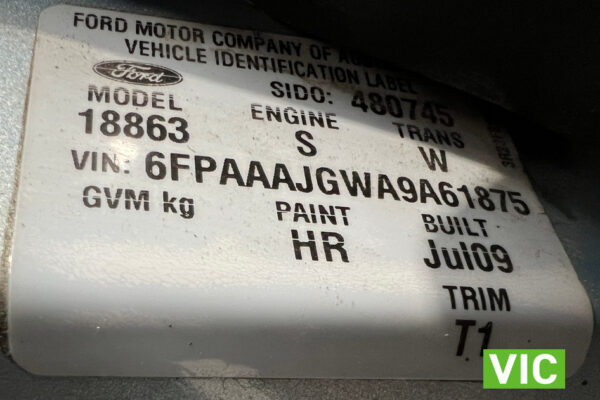 FORD MOTOR COMPANY OF
VEHICLE IDENTIFICATION LABEL
Ford
SIDO: 480745
MODEL ENGINE TRANS
18863 S W
VIN: 6FPAAAJGWA9A61875
GVM kg PAINT BUILT
HR Jul09
TRIM
T1
VIC